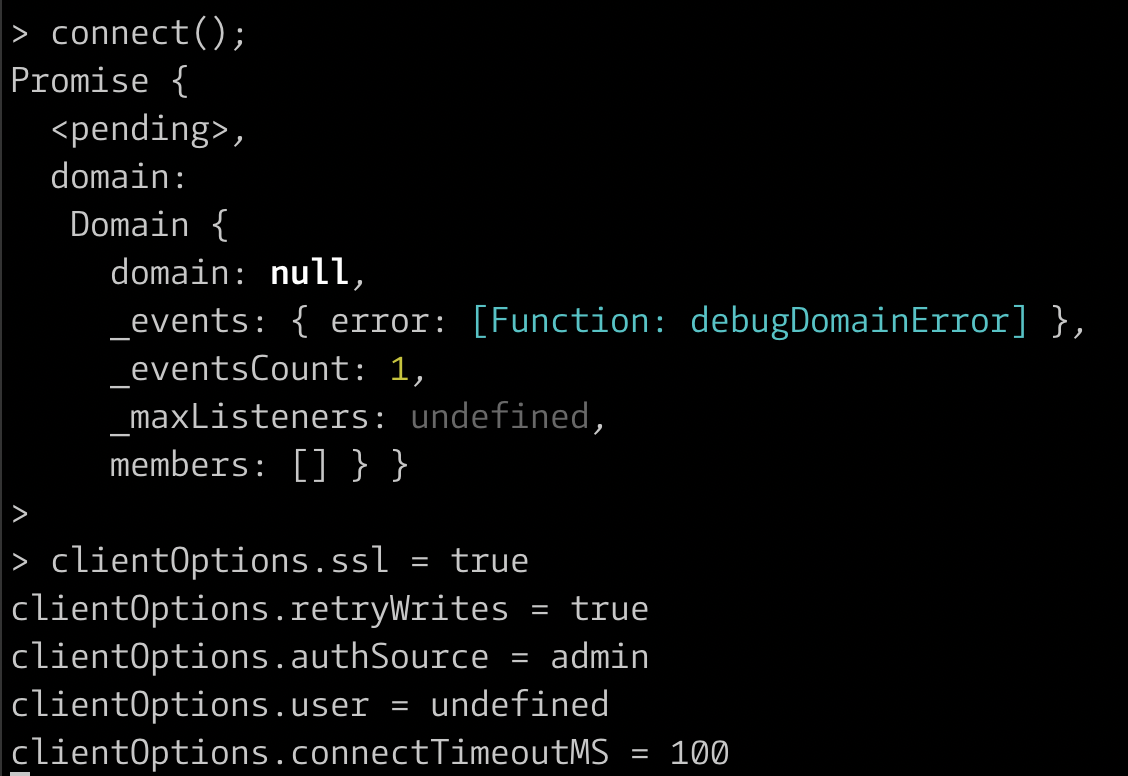 > connect();
Promise {
  <pending>,
  domain:
   Domain {
     domain: null,
     _events: { error: [Function: debugDomainError] },
     _eventsCount: 1,
     _maxListeners: undefined,
     members: [] } }
>
> clientOptions.ssl = true
clientOptions.retryWrites = true
clientOptions.authSource = admin
clientOptions.user = undefined
clientOptions.connectTimeoutMS = 100